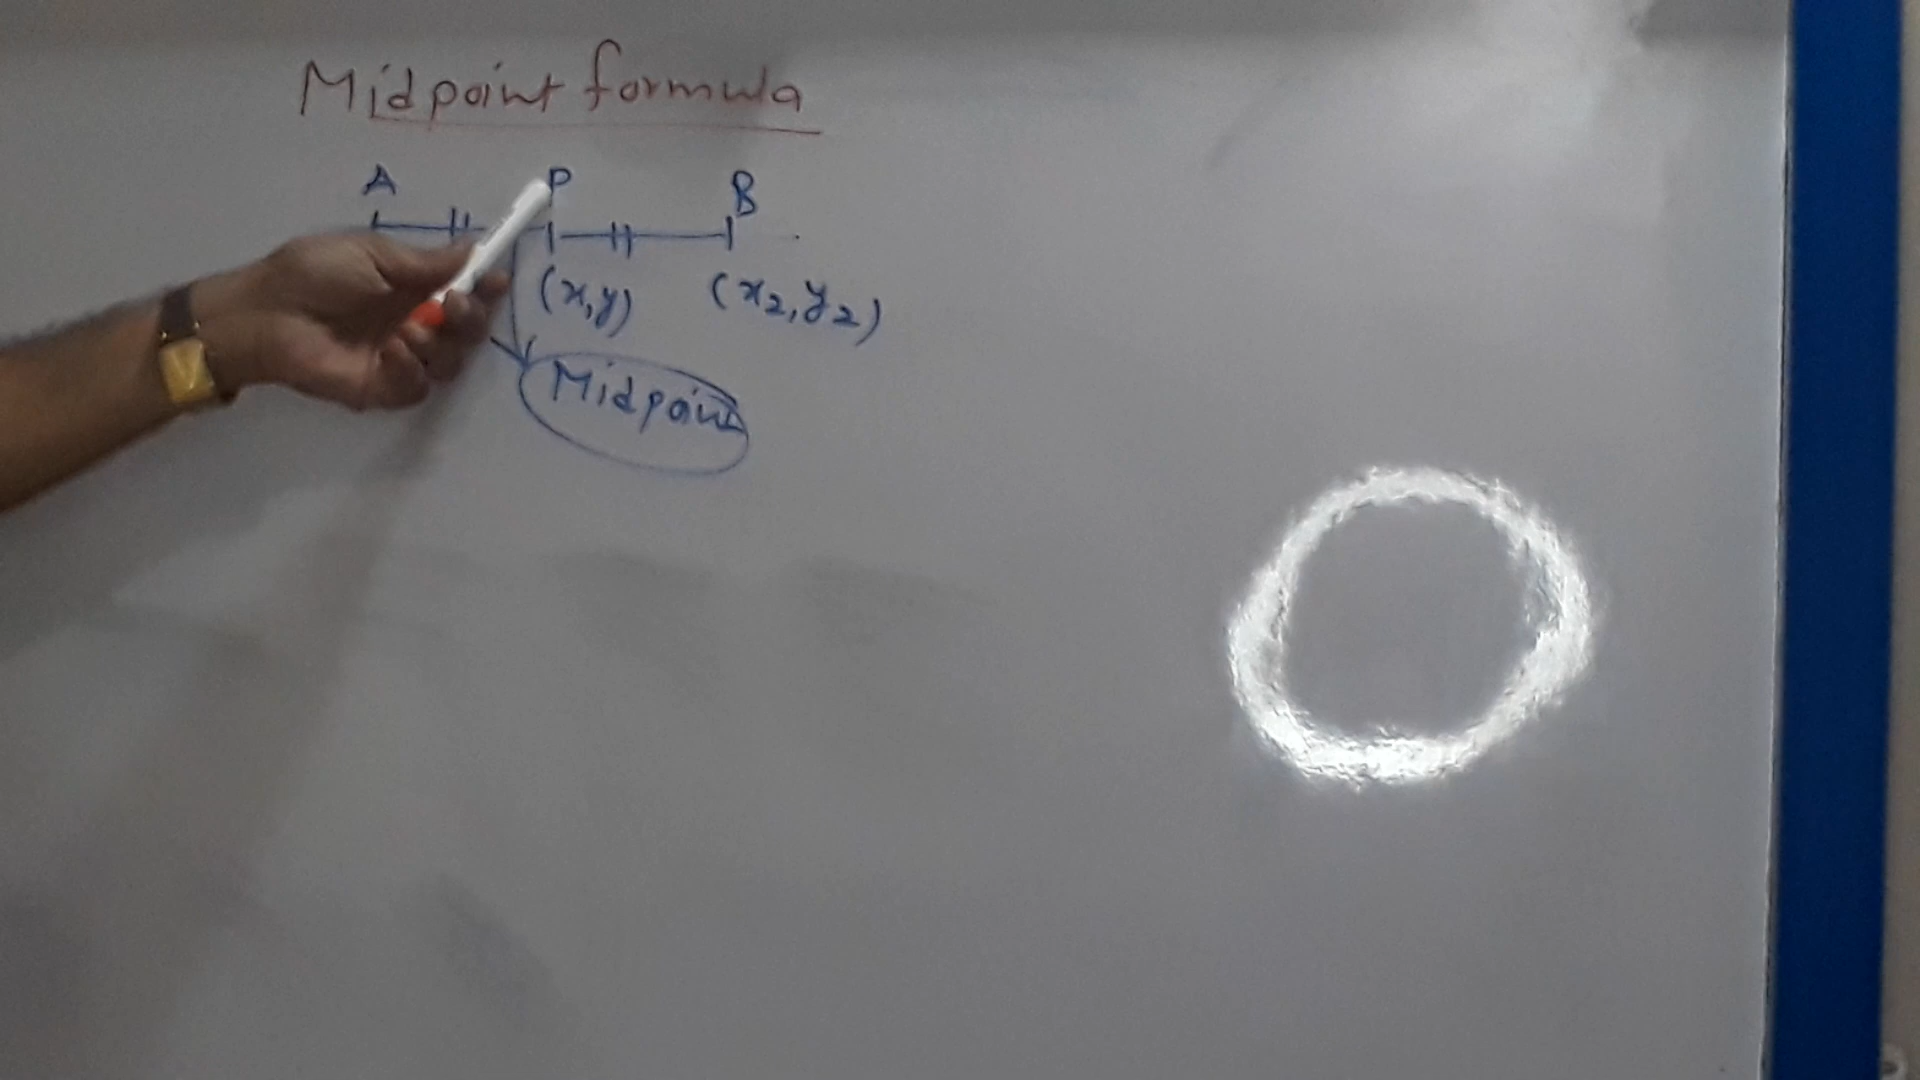 Midpoint formula
A P B
(x,y) (x2,y2)
Midpoint